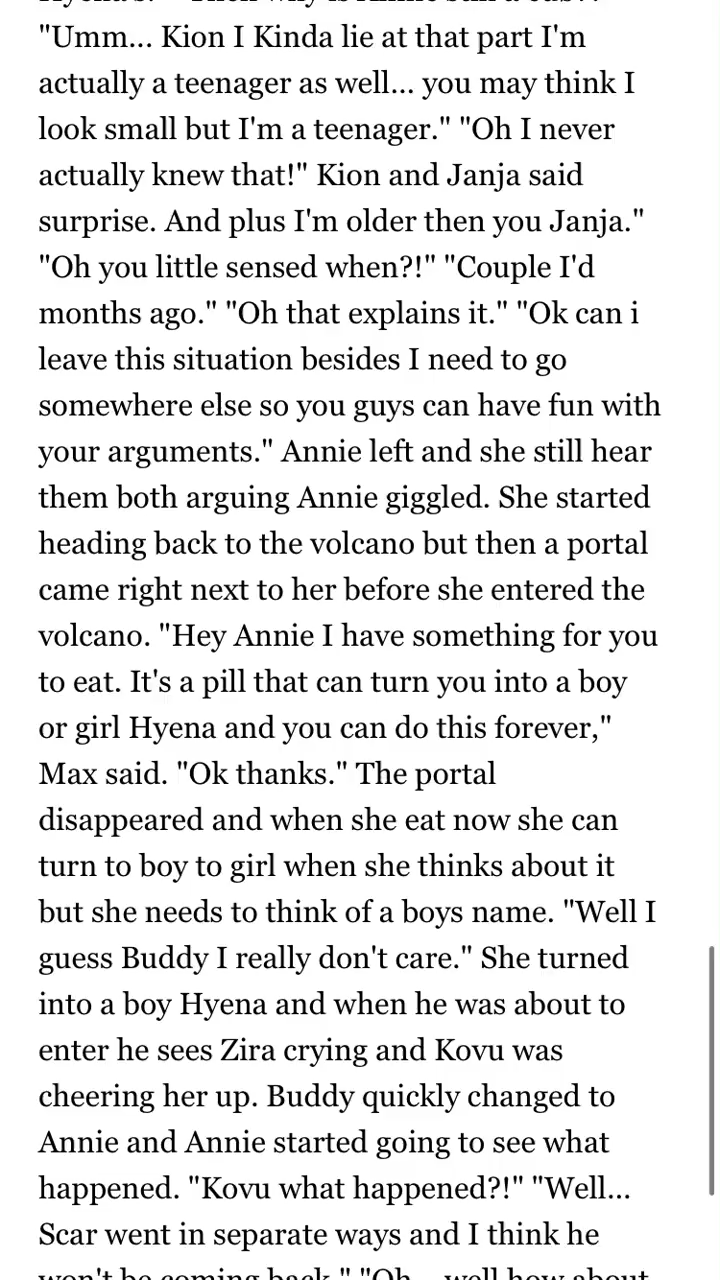 "Umm... Kion I Kinda lie at that part I'm
actually a teenager as well... you may think I
look small but I'm a teenager." "Oh I never
actually knew that!" Kion and Janja said
surprise. And plus I'm older then you Janja."
"Oh you little sensed when?!" "Couple I'd
months ago." "Oh that explains it." "Ok can i
leave this situation besides I need to go
somewhere else so you guys can have fun with
your arguments." Annie left and she still hear
them both arguing Annie giggled. She started
heading back to the volcano but then a portal
came right next to her before she entered the
volcano. "Hey Annie I have something for you
to eat. It's a pill that can turn you into a boy
or girl Hyena and you can do this forever,"
Max said. "Ok thanks." The portal
disappeared and when she eat now she can
turn to boy to girl when she thinks about it
but she needs to think of a boys name. "Well I
guess Buddy I really don't care." She turned
into a boy Hyena and when he was about to
enter he sees Zira crying and Kovu was
cheering her up. Buddy quickly changed to
Annie and Annie started going to see what
happened. "Kovu what happened?!" "Well...
Scar went in separate ways and I think he
won't be coming back." "Oh... well how about